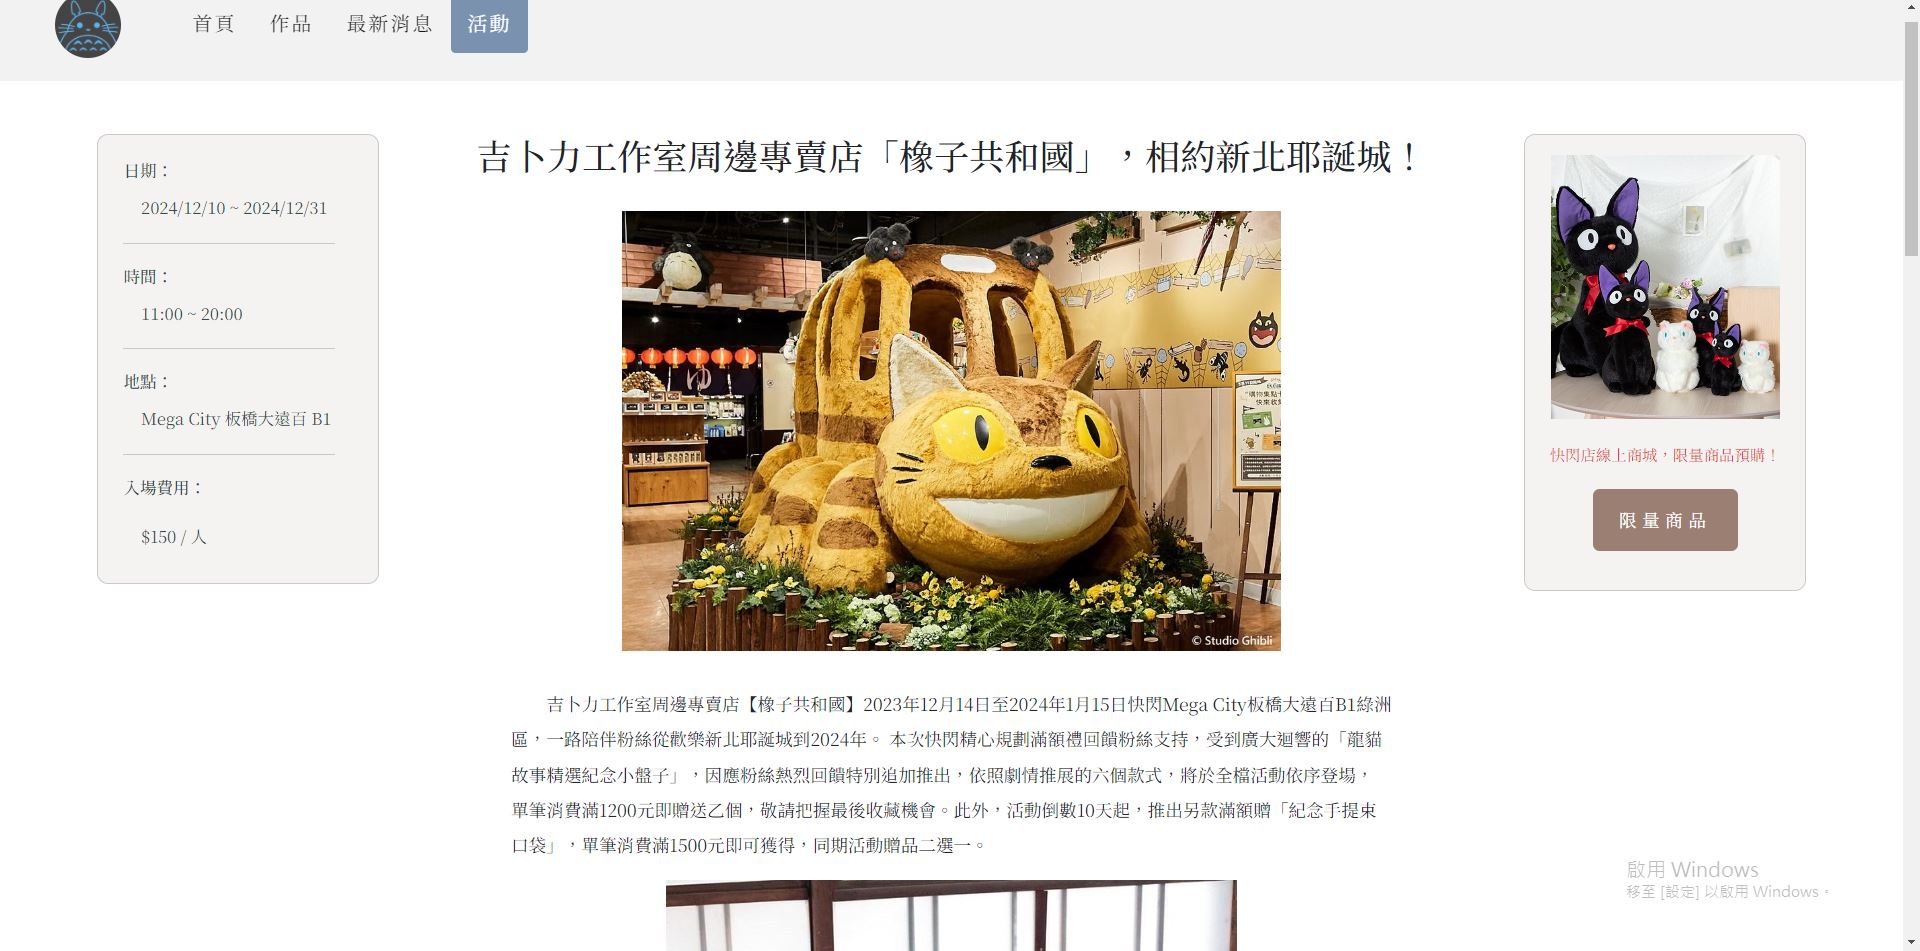 首頁 作品 最新消息 活動
日期：
2024/12/10 ~ 2024/12/31
時間：
11:00 ~ 20:00
地點：
Mega City 板橋大遠百 B1
入場費用：
$150 / 人
吉卜力工作室周邊專賣店「橡子共和國」，相約新北耶誕城！
ゆ
© Studio Ghibli
吉卜力工作室周邊專賣店【橡子共和國】2023年12月14日至2024年1月15日快閃Mega City板橋大遠百B1綠洲
區，一路陪伴粉絲從歡樂新北耶誕城到2024年。 本次快閃精心規劃滿額禮回饋粉絲支持，受到廣大迴響的「龍貓
故事精選紀念小盤子」，因應粉絲熱烈回饋特別追加推出，依照劇情推展的六個款式，將於全檔活動依序登場，
單筆消費滿1200元即贈送乙個，敬請把握最後收藏機會。此外，活動倒數10天起，推出另款滿額贈「紀念手提束
口袋」，單筆消費滿1500元即可獲得，同期活動贈品二選一。
快閃店線上商城，限量商品預購！
限量商品
啟用 Windows
移至 [設定] 以啟用 Windows。